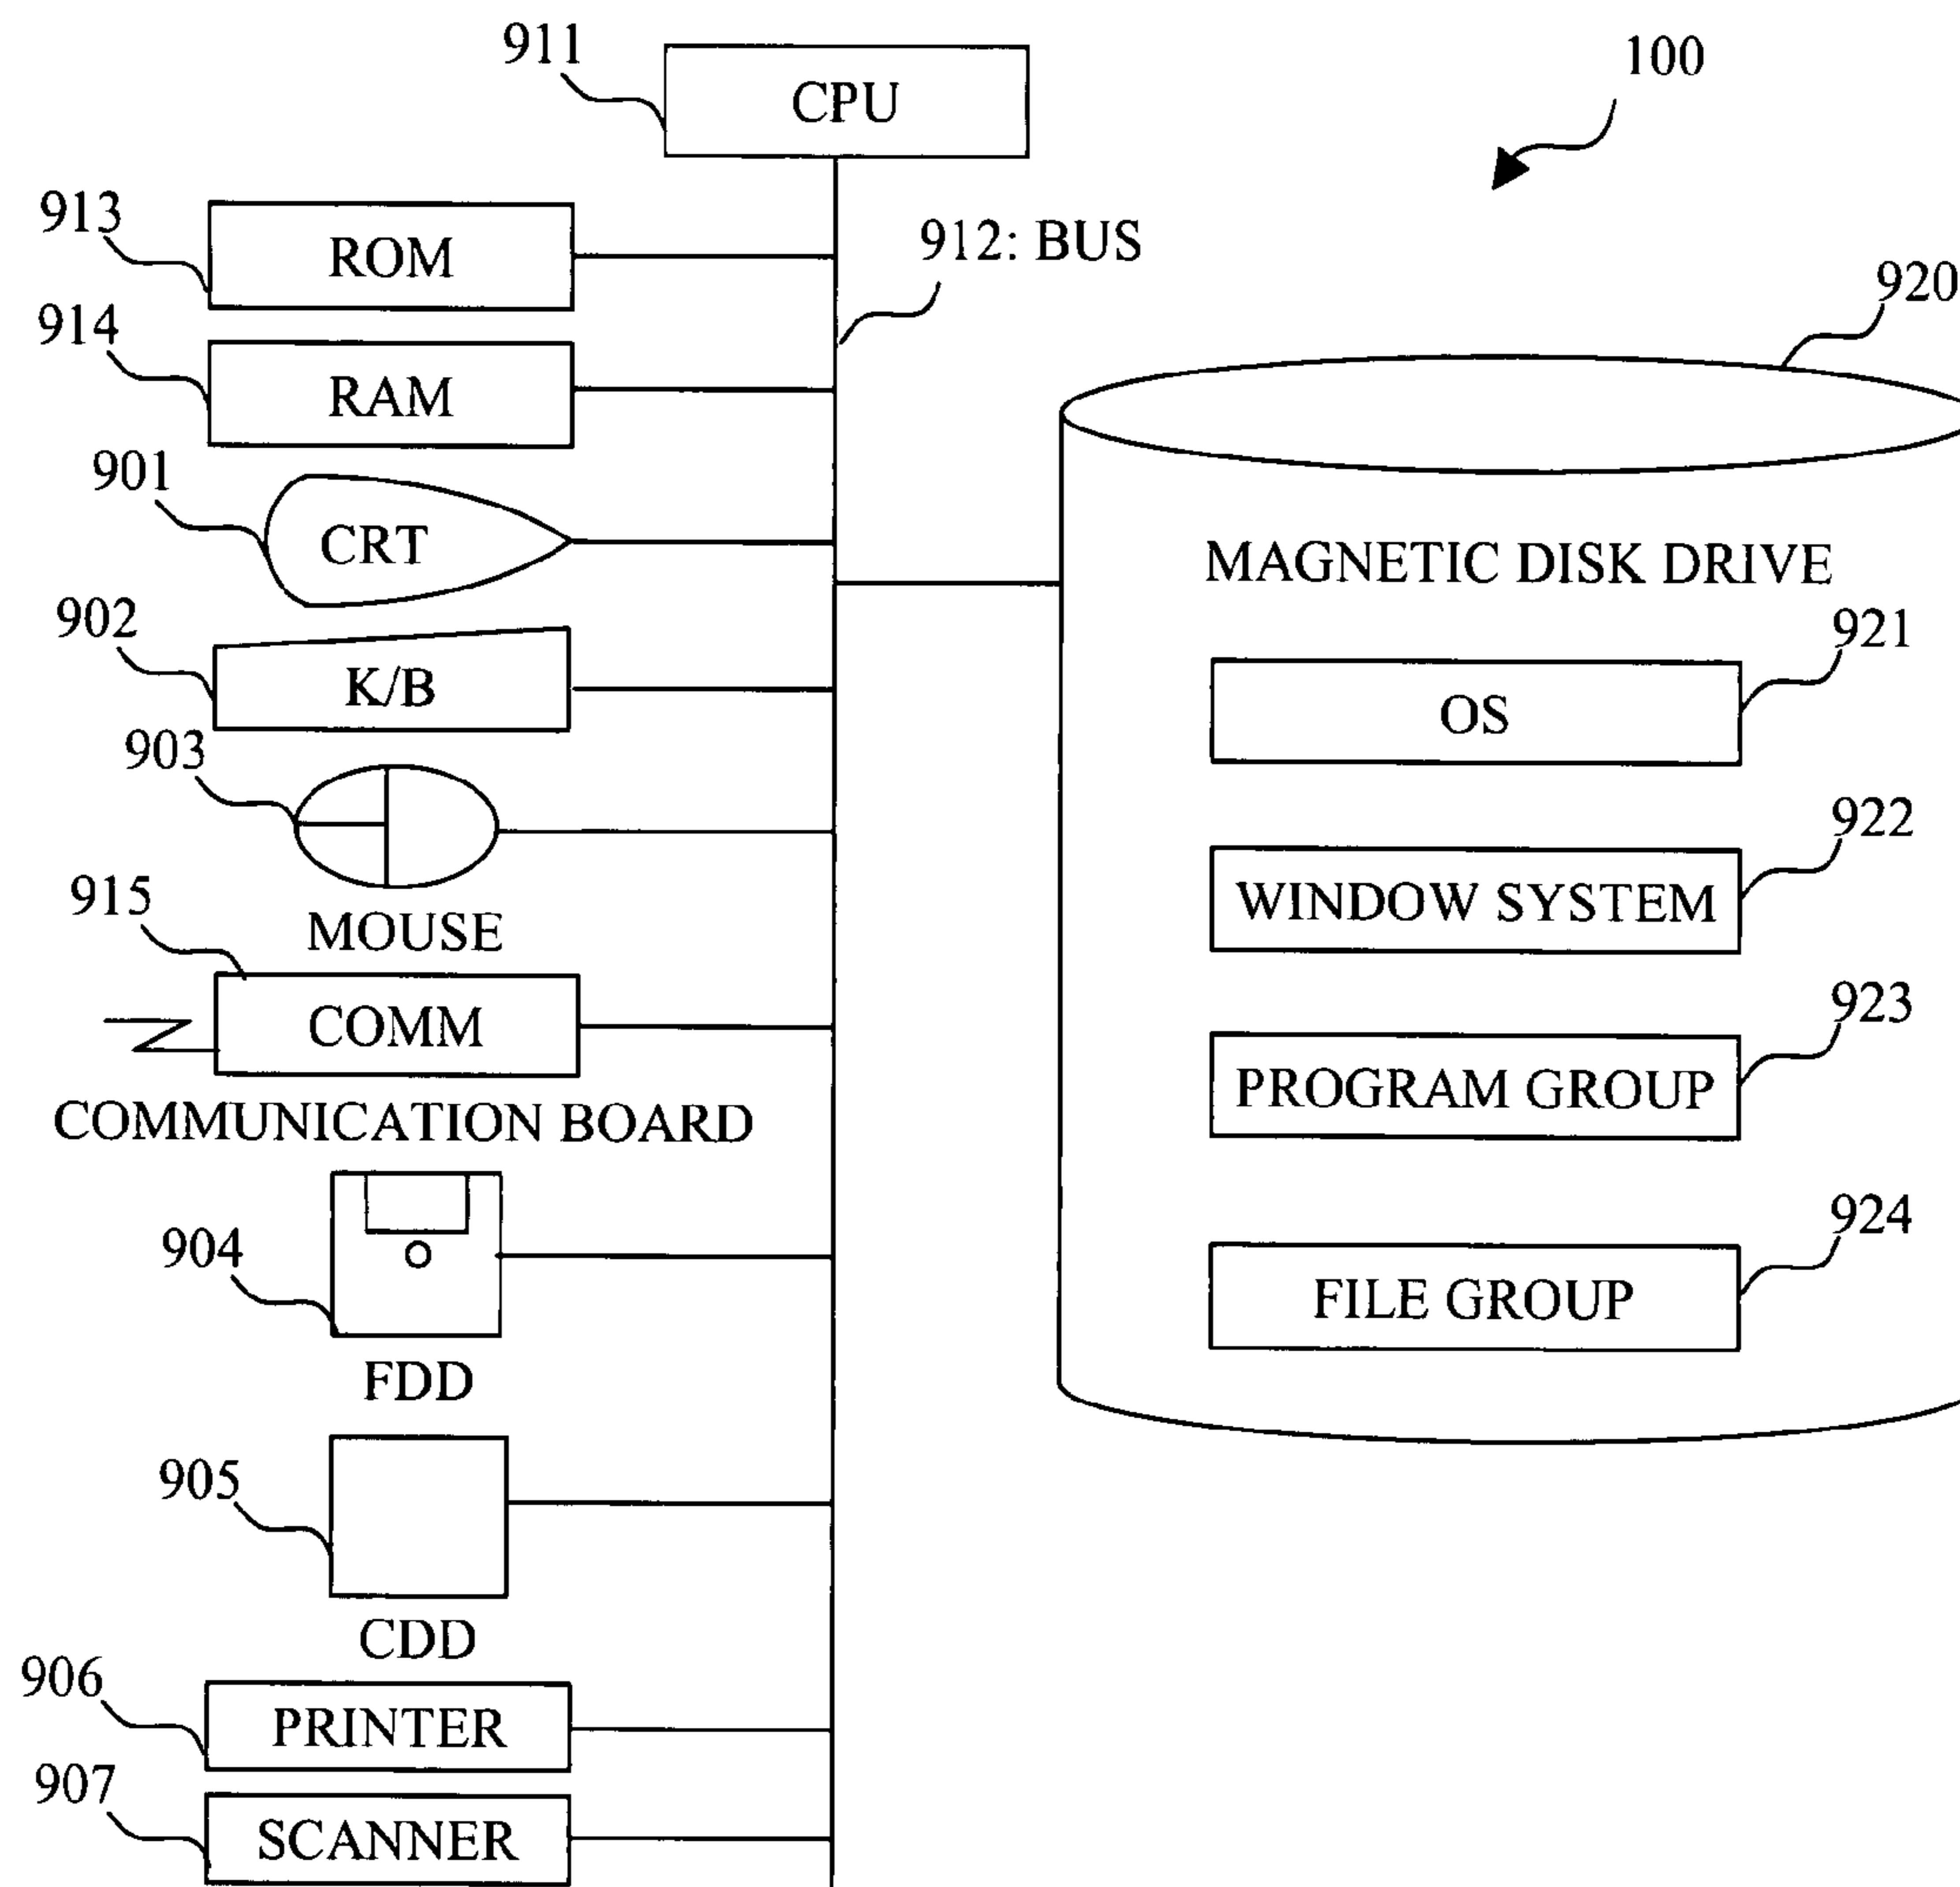 911
CPU
100
913
ROM
912: BUS
914
RAM
920
901
CRT
MAGNETIC DISK DRIVE
902
K/B
921
OS
903
MOUSE
922
WINDOW SYSTEM
915
COMM
COMMUNICATION BOARD
923
PROGRAM GROUP
904
FDD
924
FILE GROUP
905
CDD
906
PRINTER
907
SCANNER